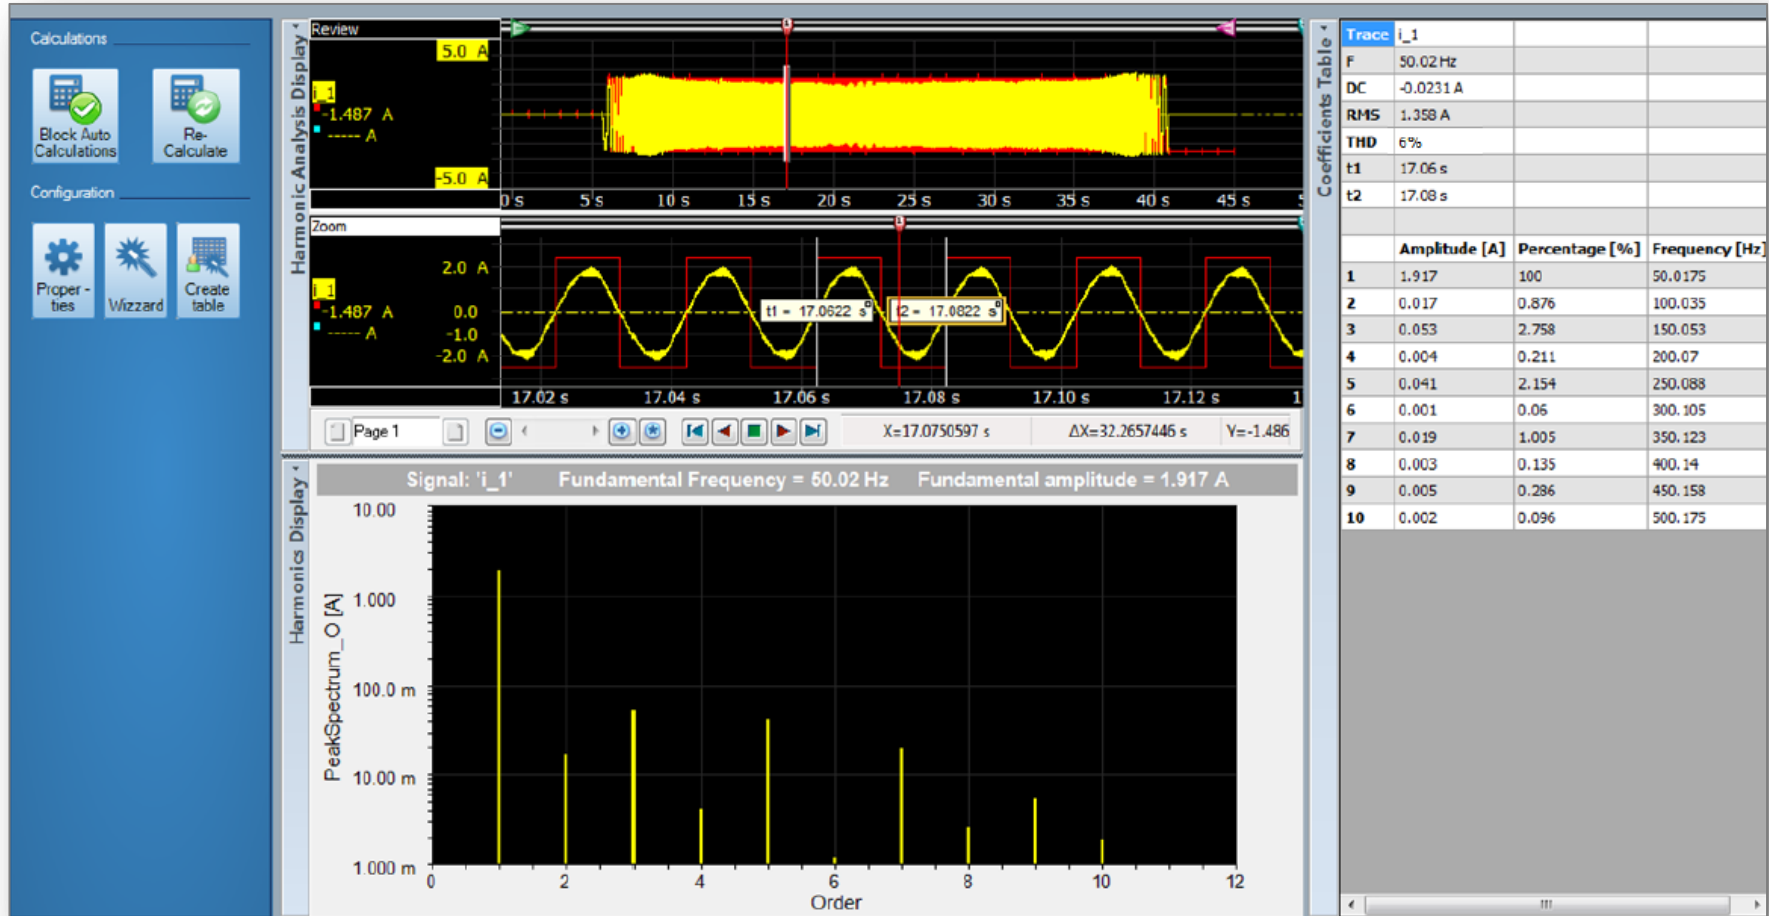 Calculations
Block Auto
Calculations
Re-
Calculate
Configuration
Proper -
ties
Wizzard
Create
table
Harmonic Analysis Display
Review
5.0 A
i_1
-1.487 A
----- A
-5.0 A
0's 5's 10 s 15 s 20 s 25 s 30 s 35 s 40 s 45 s
Zoom
2.0 A
i_1
-1.487 A
----- A
0.0
-1.0
-2.0 A
t1 = 17.0622 s
t2 = 17.0822 s
17.02 s 17.04 s 17.06 s 17.08 s 17.10 s 17.12 s 1
Page 1
X=17.0750597 s
ΔX=32.2657446 s
Y=-1.486
Harmonics Display
Signal: 'i_1' Fundamental Frequency = 50.02 Hz Fundamental amplitude = 1.917 A
PeakSpectrum_O [A]
10.00
1.000
100.0 m
10.00 m
1.000 m
0 2 4 6 8 10 12
Order
Coefficients Table
Trace i_1
F 50.02 Hz
DC -0.0231 A
RMS 1.358 A
THD 6%
t1 17.06 s
t2 17.08 s
Amplitude [A] Percentage [%] Frequency [Hz]
1 1.917 100 50.0175
2 0.017 0.876 100.035
3 0.053 2.758 150.053
4 0.004 0.211 200.07
5 0.041 2.154 250.088
6 0.001 0.06 300.105
7 0.019 1.005 350.123
8 0.003 0.135 400.14
9 0.005 0.286 450.158
10 0.002 0.096 500.175